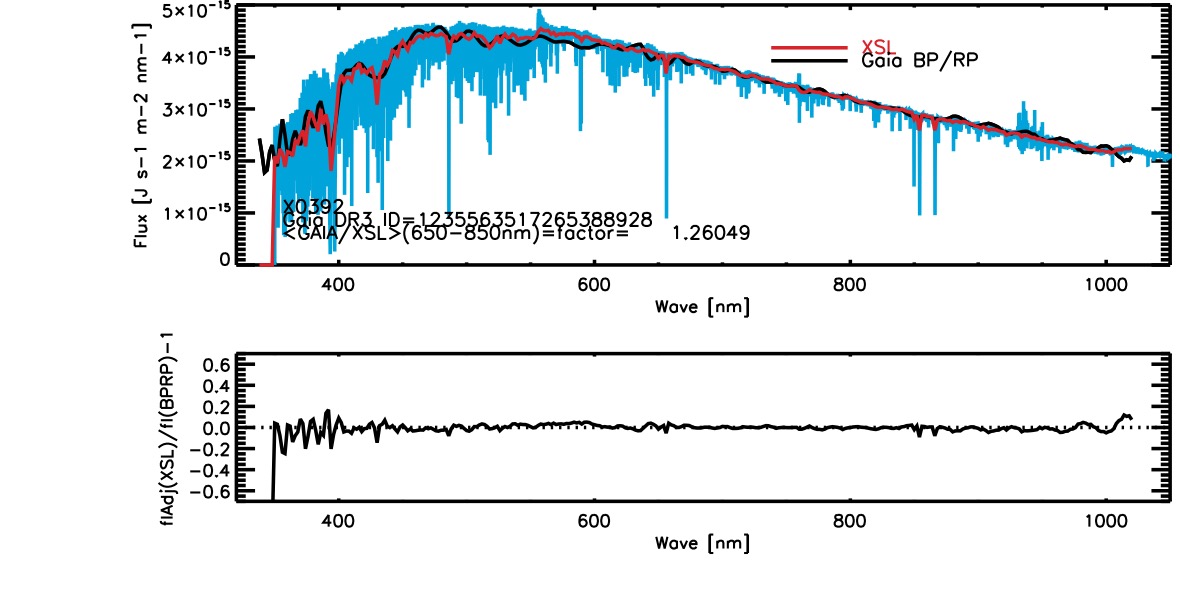 5×10−15
4×10−15
3×10−15
2×10−15
1×10−15
0
Flux [J s−1 m−2 nm−1]
XSL
Gaia BP/RP
X0392
Gaia DR3 ID=1235563517265388928
<GAIA/XSL>(650−850nm)=factor= 1.26049
400 600 800 1000
Wave [nm]
0.6
0.4
0.2
0.0
−0.2
−0.4
−0.6
flAdj(XSL)/fl(BPRP)−1
400 600 800 1000
Wave [nm]